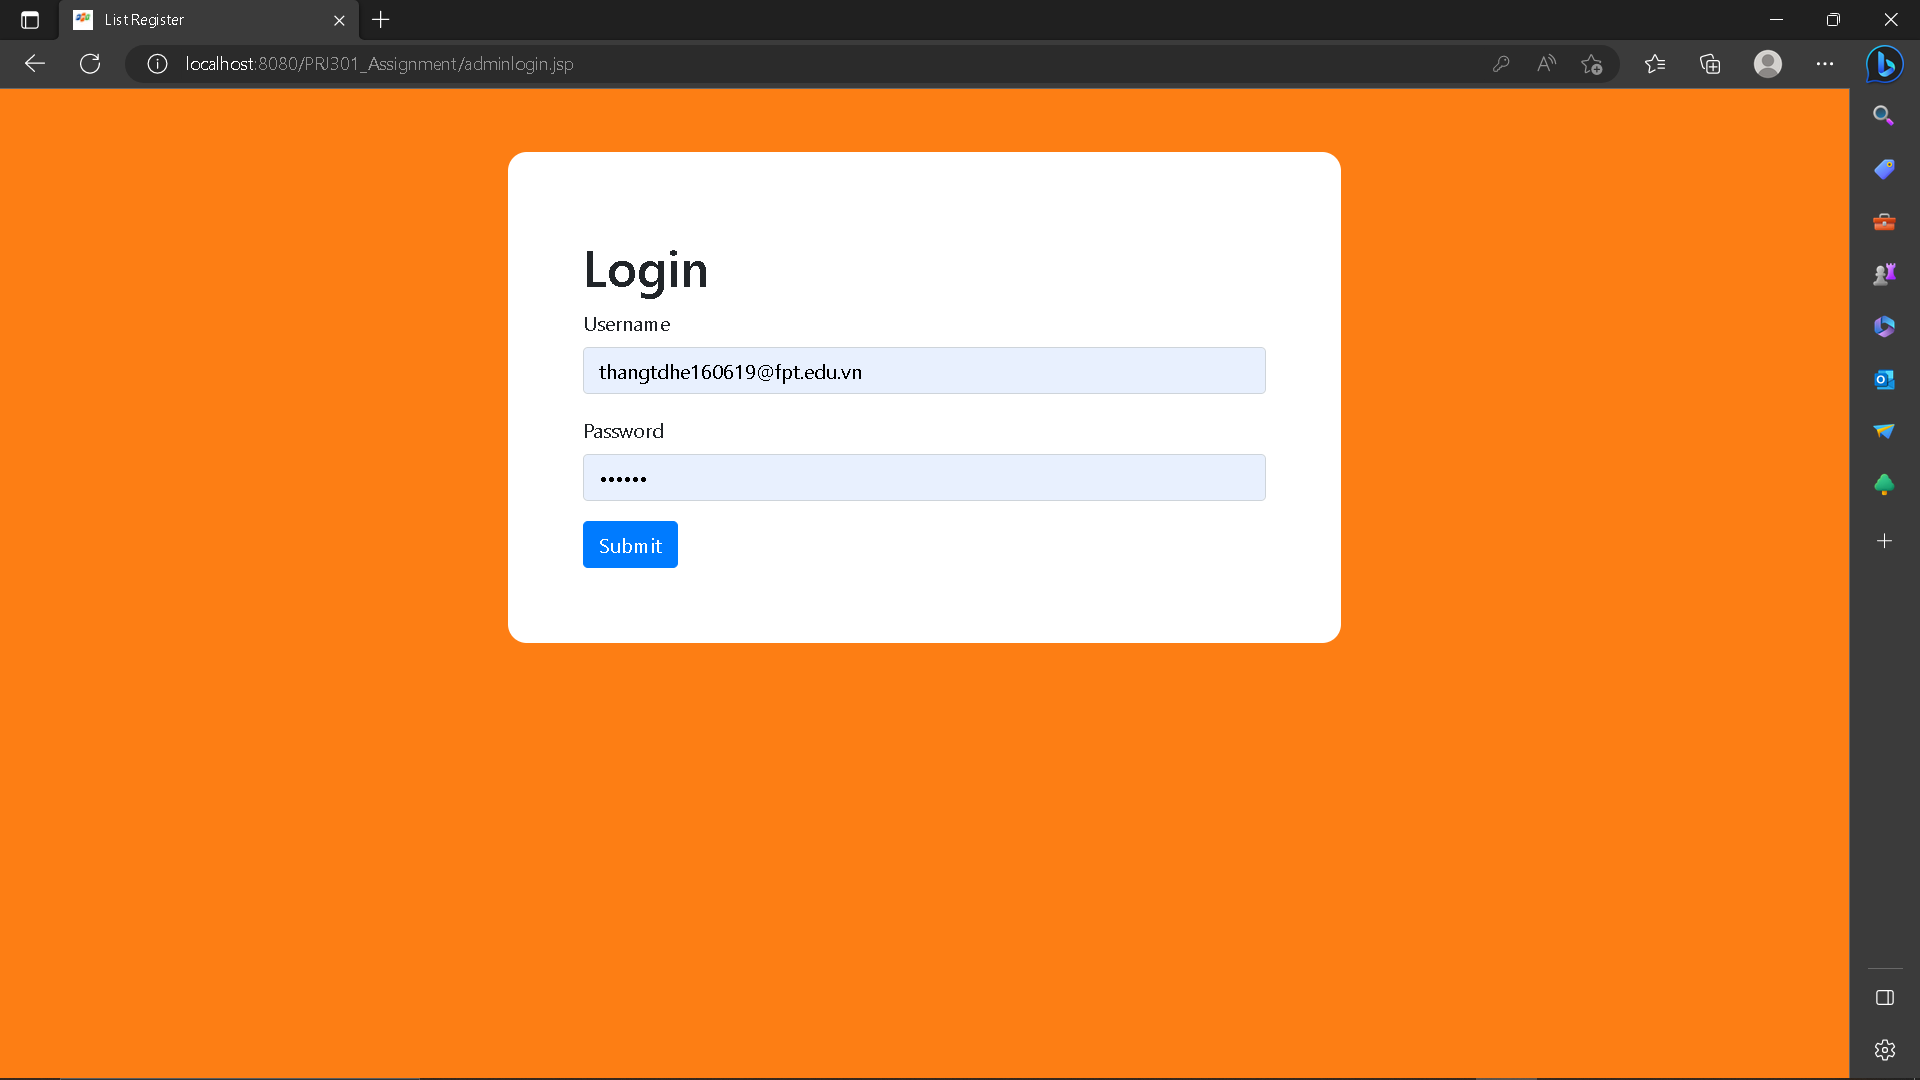 List Register
localhost:8080/PRJ301_Assignment/adminlogin.jsp
Login
Username
thangtdhe160619@fpt.edu.vn
Password
••••••
Submit